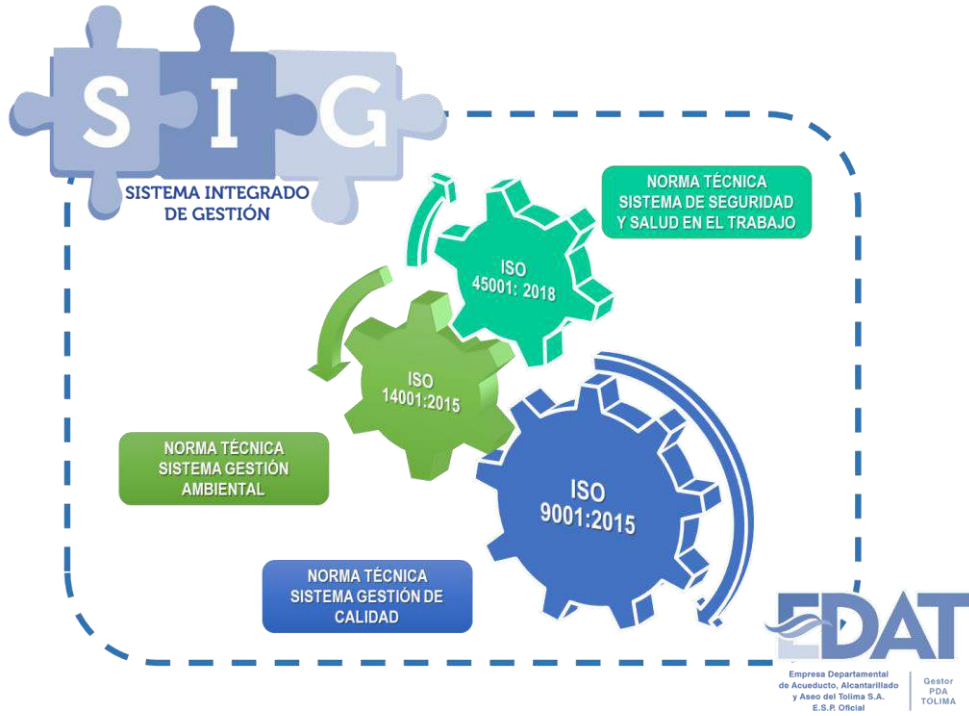 SIG
SISTEMA INTEGRADO
DE GESTIÓN
NORMA TÉCNICA
SISTEMA DE SEGURIDAD
Y SALUD EN EL TRABAJO
ISO
45001: 2018
ISO
14001:2015
NORMA TÉCNICA
SISTEMA GESTIÓN
AMBIENTAL
ISO
9001:2015
NORMA TÉCNICA
SISTEMA GESTIÓN DE
CALIDAD
EDAT
Empresa Departamental
de Acueducto, Alcantarillado
y Aseo del Tolima S.A.
E.S.P. Oficial
Gestor
PDA
TOLIMA